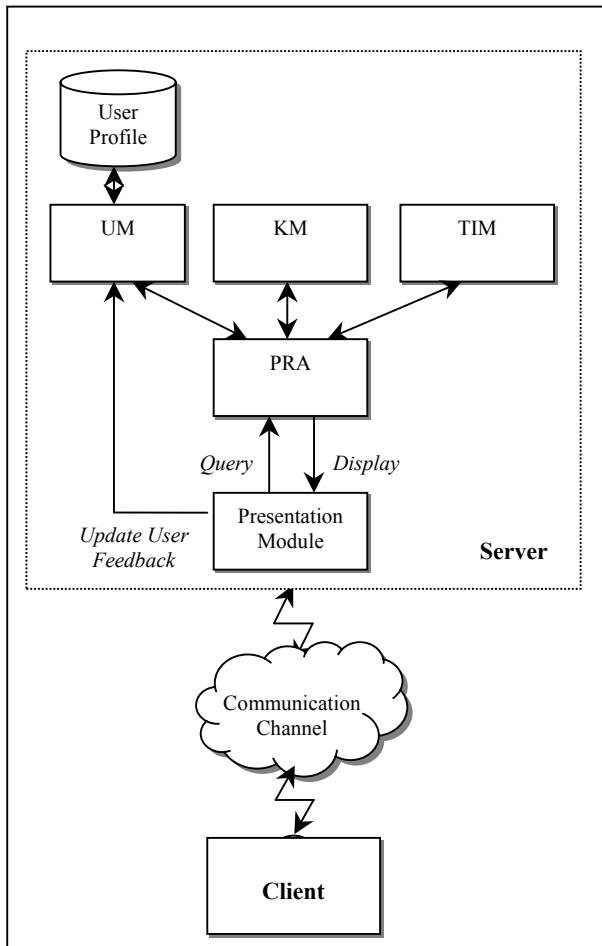 User
Profile
UM
KM
TIM
PRA
Query
Display
Update User
Feedback
Presentation
Module
Server
Communication
Channel
Client